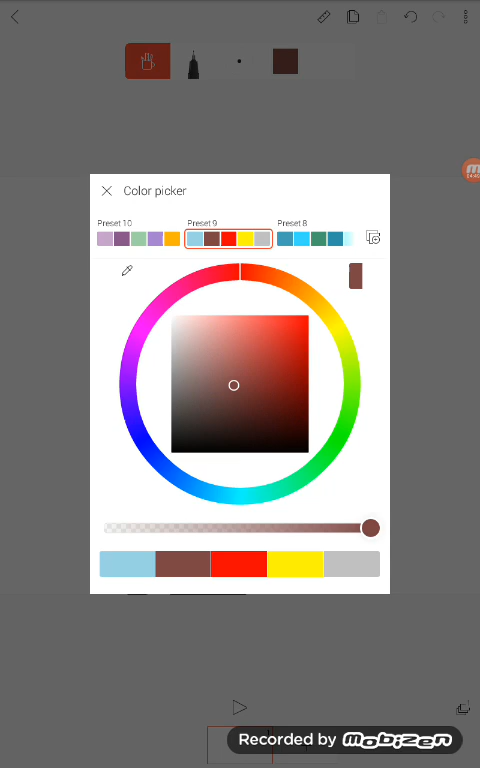 Color picker
Preset 10
Preset 9
Preset 8
Recorded by MOBIZEN